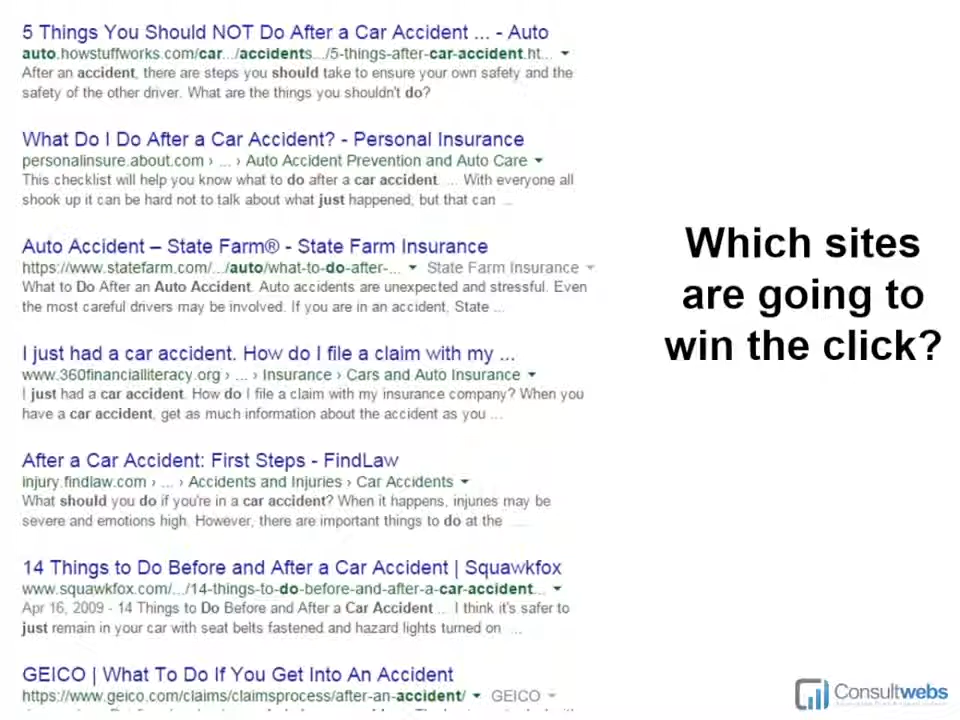 5 Things You Should NOT Do After a Car Accident ... - Auto
auto.howstuffworks.com/car.../accidents.../5-things-after-car-accident.ht...
After an accident, there are steps you should take to ensure your own safety and the
safety of the other driver. What are the things you shouldn't do?
What Do I Do After a Car Accident? - Personal Insurance
personalinsure.about.com › ... › Auto Accident Prevention and Auto Care
This checklist will help you know what to do after a car accident. ... With everyone all
shook up it can be hard not to talk about what just happened, but that can ...
Auto Accident – State Farm® - State Farm Insurance
https://www.statefarm.com/.../auto/what-to-do-after-... State Farm Insurance
What to Do After an Auto Accident. Auto accidents are unexpected and stressful. Even
the most careful drivers may be involved. If you are in an accident, State ...
I just had a car accident. How do I file a claim with my ...
www.360financialliteracy.org › ... › Insurance › Cars and Auto Insurance
I just had a car accident. How do I file a claim with my insurance company? When you
have a car accident, get as much information about the accident as you ...
After a Car Accident: First Steps - FindLaw
injury.findlaw.com › ... › Accidents and Injuries › Car Accidents
What should you do if you're in a car accident? When it happens, injuries may be
severe and emotions high. However, there are important things to do at the ...
14 Things to Do Before and After a Car Accident | Squawkfox
www.squawkfox.com/.../14-things-to-do-before-and-after-a-car-accident...
Apr 16, 2009 - 14 Things to Do Before and After a Car Accident ... I think it's safer to
just remain in your car with seat belts fastened and hazard lights turned on ...
GEICO | What To Do If You Get Into An Accident
https://www.geico.com/claims/claimsprocess/after-an-accident/ GEICO
Which sites
are going to
win the click?
Consultwebs